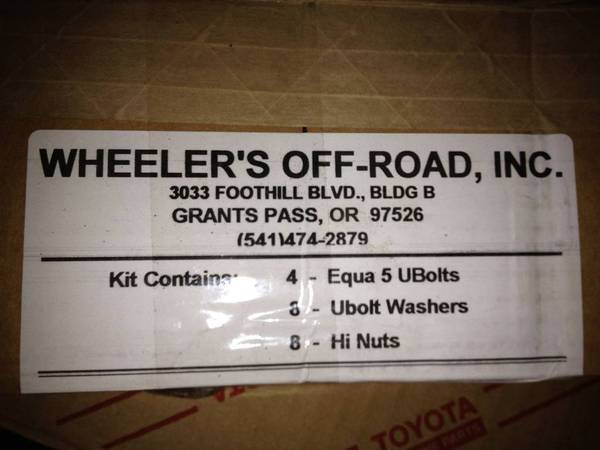 WHEELER'S OFF-ROAD, INC.
3033 FOOTHILL BLVD., BLDG B
GRANTS PASS, OR 97526
(541)474-2879
Kit Contains: 4 - Equa 5 UBolts
8 - Ubolt Washers
8 - Hi Nuts
TOYOTA
PARTS